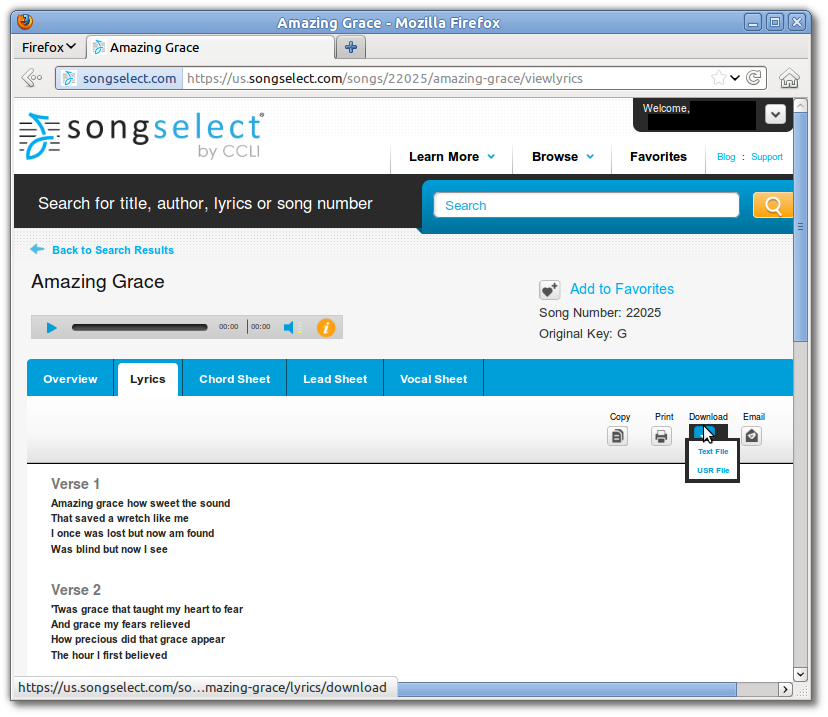 Amazing Grace - Mozilla Firefox
Firefox
Amazing Grace
songselect.com
https://us.songselect.com/songs/22025/amazing-grace/viewlyrics
songselect
by CCLI
Welcome,
Learn More
Browse
Favorites
Blog : Support
Search for title, author, lyrics or song number
Search
Back to Search Results
Amazing Grace
Add to Favorites
Song Number: 22025
Original Key: G
00:00 00:00
i
Overview
Lyrics
Chord Sheet
Lead Sheet
Vocal Sheet
Copy
Print
Download
Email
Text File
USR File
Verse 1
Amazing grace how sweet the sound
That saved a wretch like me
I once was lost but now am found
Was blind but now I see
Verse 2
'Twas grace that taught my heart to fear
And grace my fears relieved
How precious did that grace appear
The hour I first believed
https://us.songselect.com/so…mazing-grace/lyrics/download